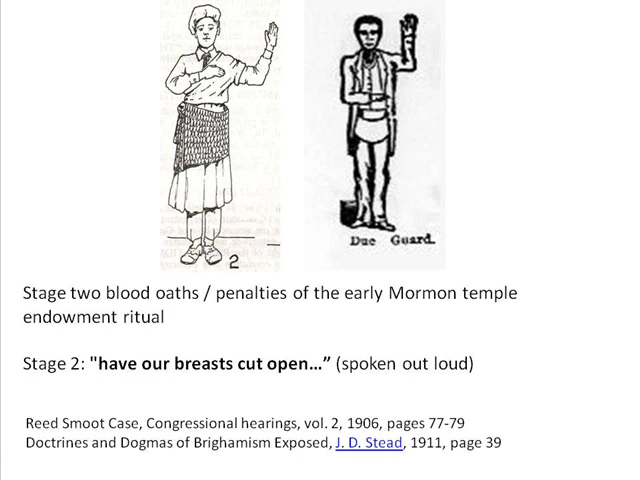 2
Due Guard.
Stage two blood oaths / penalties of the early Mormon temple
endowment ritual
Stage 2: "have our breasts cut open…” (spoken out loud)
Reed Smoot Case, Congressional hearings, vol. 2, 1906, pages 77-79
Doctrines and Dogmas of Brighamism Exposed, J. D. Stead, 1911, page 39